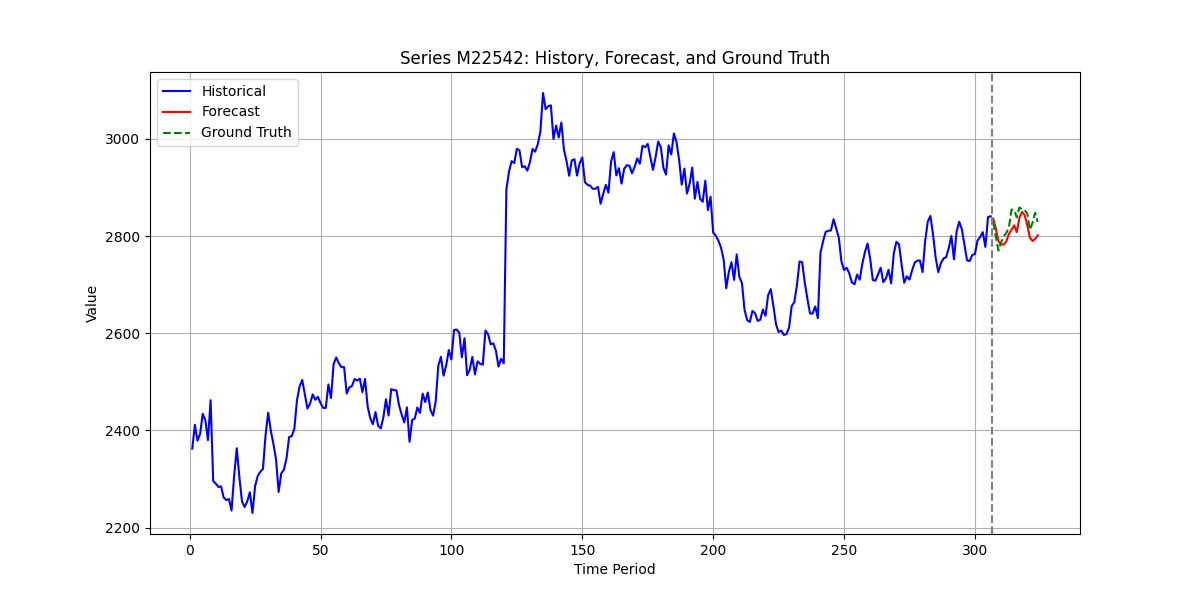 Series M22542: History, Forecast, and Ground Truth
Historical
Forecast
Ground Truth
3000
2800
2600
2400
2200
0 50 100 150 200 250 300
Value
Time Period